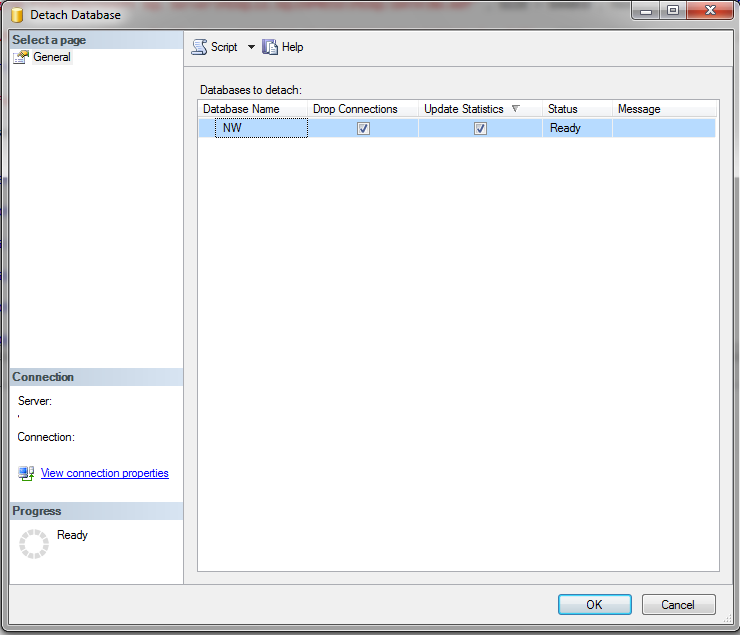 Detach Database
Select a page
General
Script
Help
Databases to detach:
Database Name Drop Connections Update Statistics Status Message
NW Ready
Connection
Server:
Connection:
View connection properties
Progress
Ready
OK
Cancel